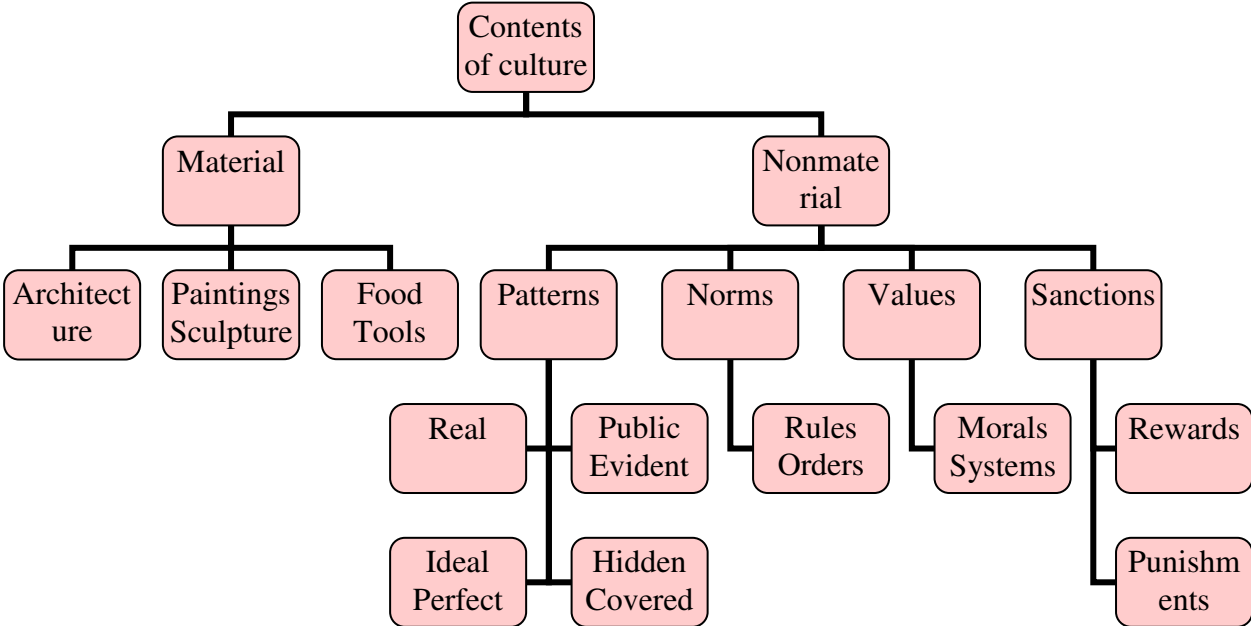 Contents
of culture
Material
Nonmate
rial
Architect
ure
Paintings
Sculpture
Food
Tools
Patterns
Norms
Values
Sanctions
Real
Public
Evident
Rules
Orders
Morals
Systems
Rewards
Ideal
Perfect
Hidden
Covered
Punishm
ents